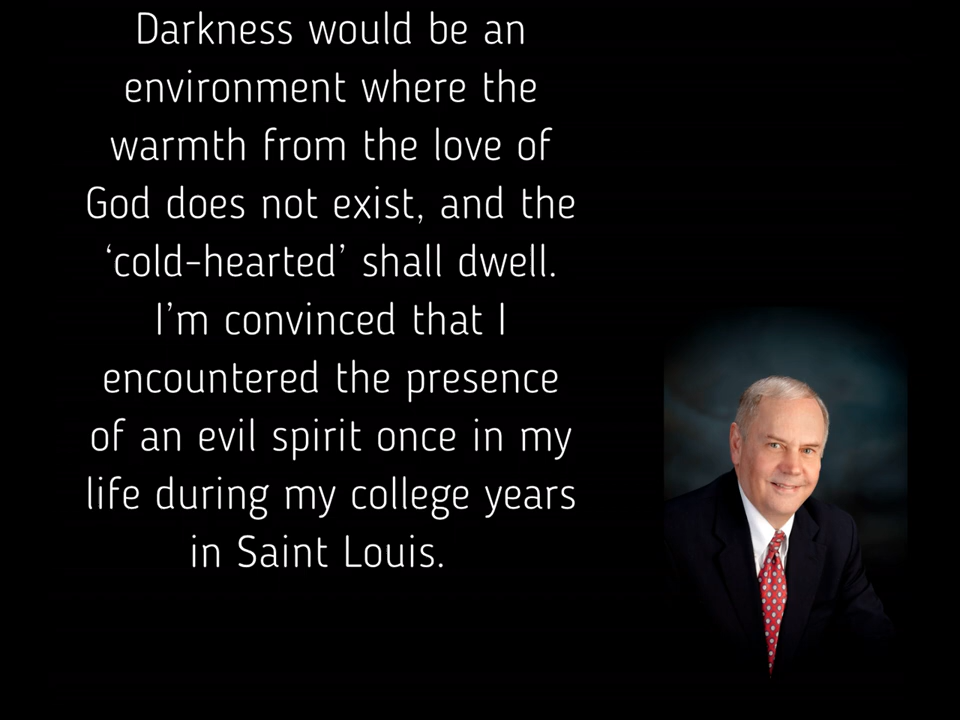 Darkness would be an
environment where the
warmth from the love of
God does not exist, and the
‘cold-hearted’ shall dwell.
I’m convinced that I
encountered the presence
of an evil spirit once in my
life during my college years
in Saint Louis.